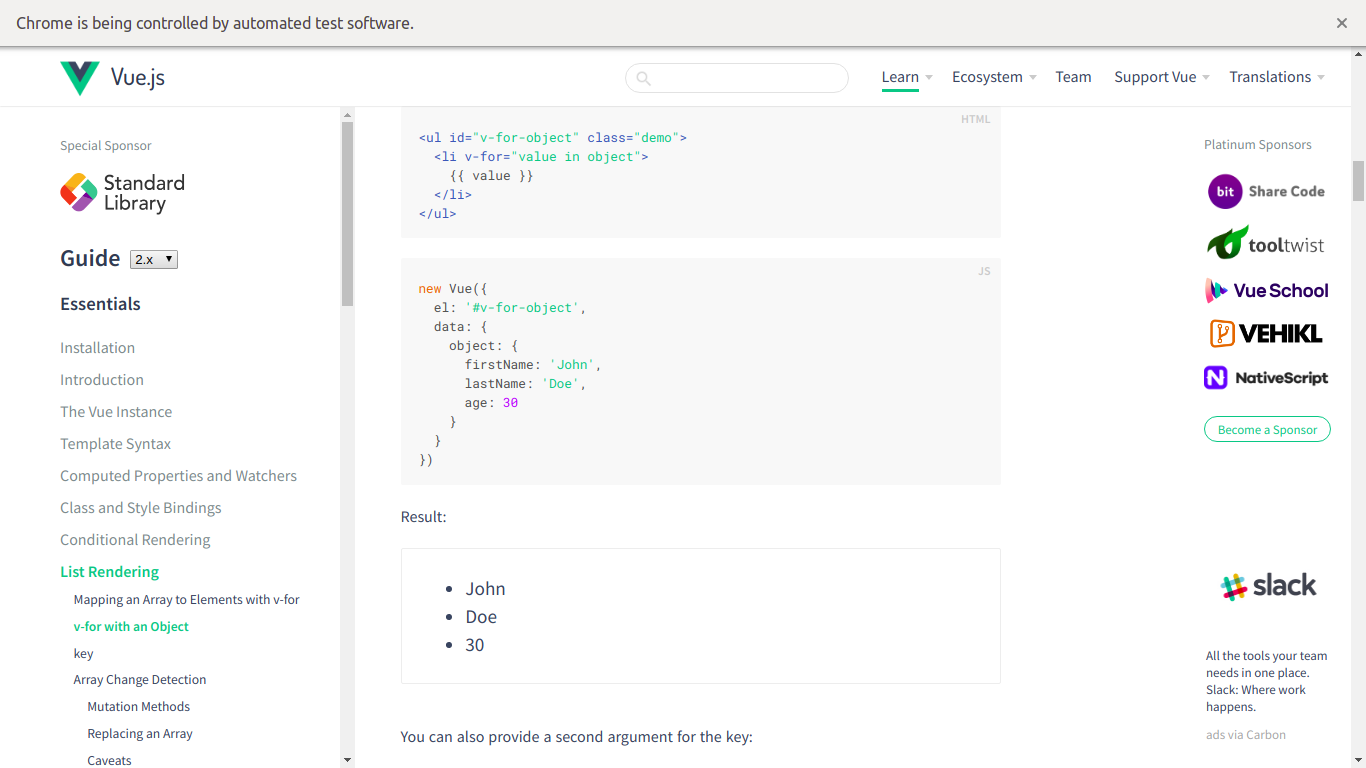 Chrome is being controlled by automated test software.
Vue.js
Learn
Ecosystem
Team
Support Vue
Translations
Special Sponsor
Standard
Library
Guide
2.x
Essentials
Installation
Introduction
The Vue Instance
Template Syntax
Computed Properties and Watchers
Class and Style Bindings
Conditional Rendering
List Rendering
Mapping an Array to Elements with v-for
v-for with an Object
key
Array Change Detection
Mutation Methods
Replacing an Array
Caveats
HTML
<ul id="v-for-object" class="demo">
  <li v-for="value in object">
    {{ value }}
  </li>
</ul>
JS
new Vue({
  el: '#v-for-object',
  data: {
    object: {
      firstName: 'John',
      lastName: 'Doe',
      age: 30
    }
  }
})
Result:
John
Doe
30
You can also provide a second argument for the key:
Platinum Sponsors
bit Share Code
tooltwist
Vue School
VEHIKL
NativeScript
Become a Sponsor
slack
All the tools your team
needs in one place.
Slack: Where work
happens.
ads via Carbon